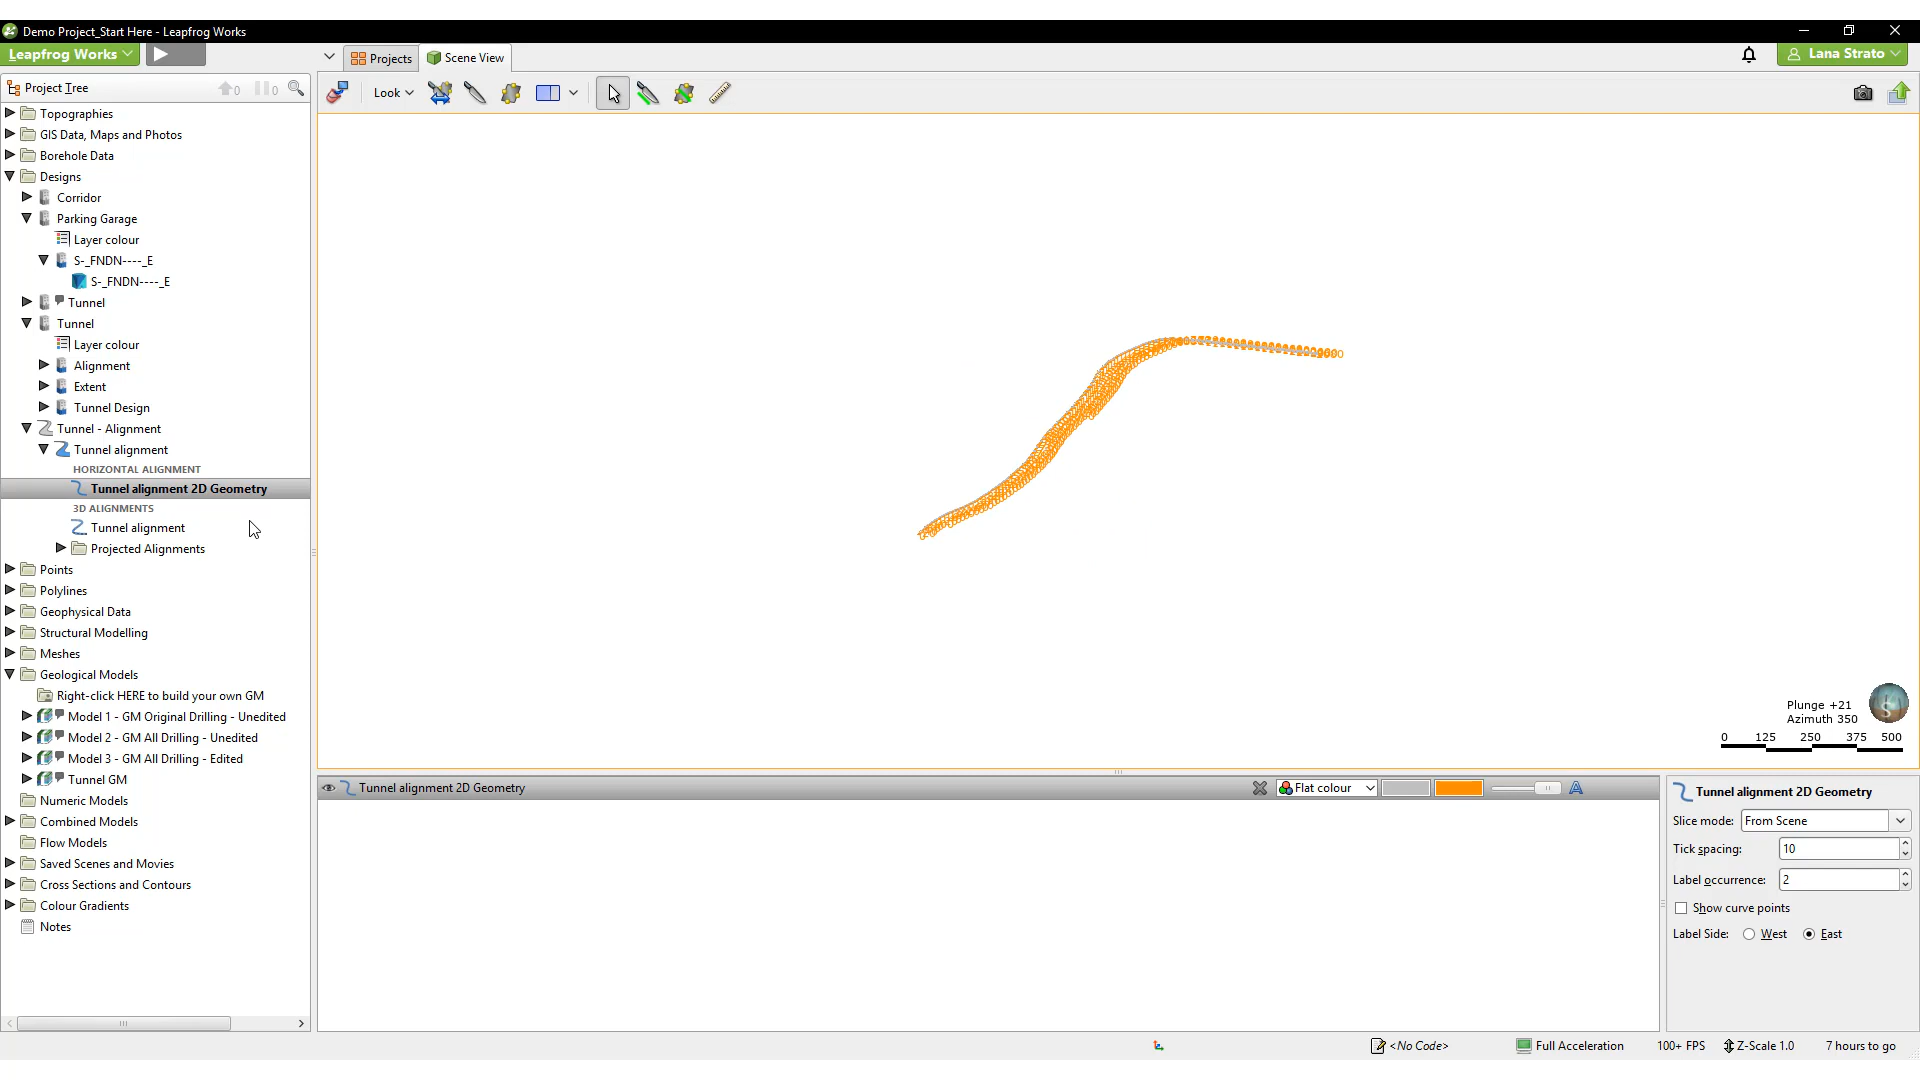 Demo Project_Start Here - Leapfrog Works
Leapfrog Works
Projects
Scene View
Lana Strato
Project Tree
0
0
Look
Topographies
GIS Data, Maps and Photos
Borehole Data
Designs
Corridor
Parking Garage
Layer colour
S-_FNDN----_E
S-_FNDN----_E
Tunnel
Tunnel
Layer colour
Alignment
Extent
Tunnel Design
Tunnel - Alignment
Tunnel alignment
HORIZONTAL ALIGNMENT
Tunnel alignment 2D Geometry
3D ALIGNMENTS
Tunnel alignment
Projected Alignments
Points
Polylines
Geophysical Data
Structural Modelling
Meshes
Geological Models
Right-click HERE to build your own GM
Model 1 - GM Original Drilling - Unedited
Model 2 - GM All Drilling - Unedited
Model 3 - GM All Drilling - Edited
Tunnel GM
Numeric Models
Combined Models
Flow Models
Saved Scenes and Movies
Cross Sections and Contours
Colour Gradients
Notes
Plunge +21
Azimuth 350
0 125 250 375 500
Tunnel alignment 2D Geometry
Flat colour
Tunnel alignment 2D Geometry
Slice mode: From Scene
Tick spacing: 10
Label occurrence: 2
Show curve points
Label Side: West East
<No Code>
Full Acceleration
100+ FPS
Z-Scale 1.0
7 hours to go